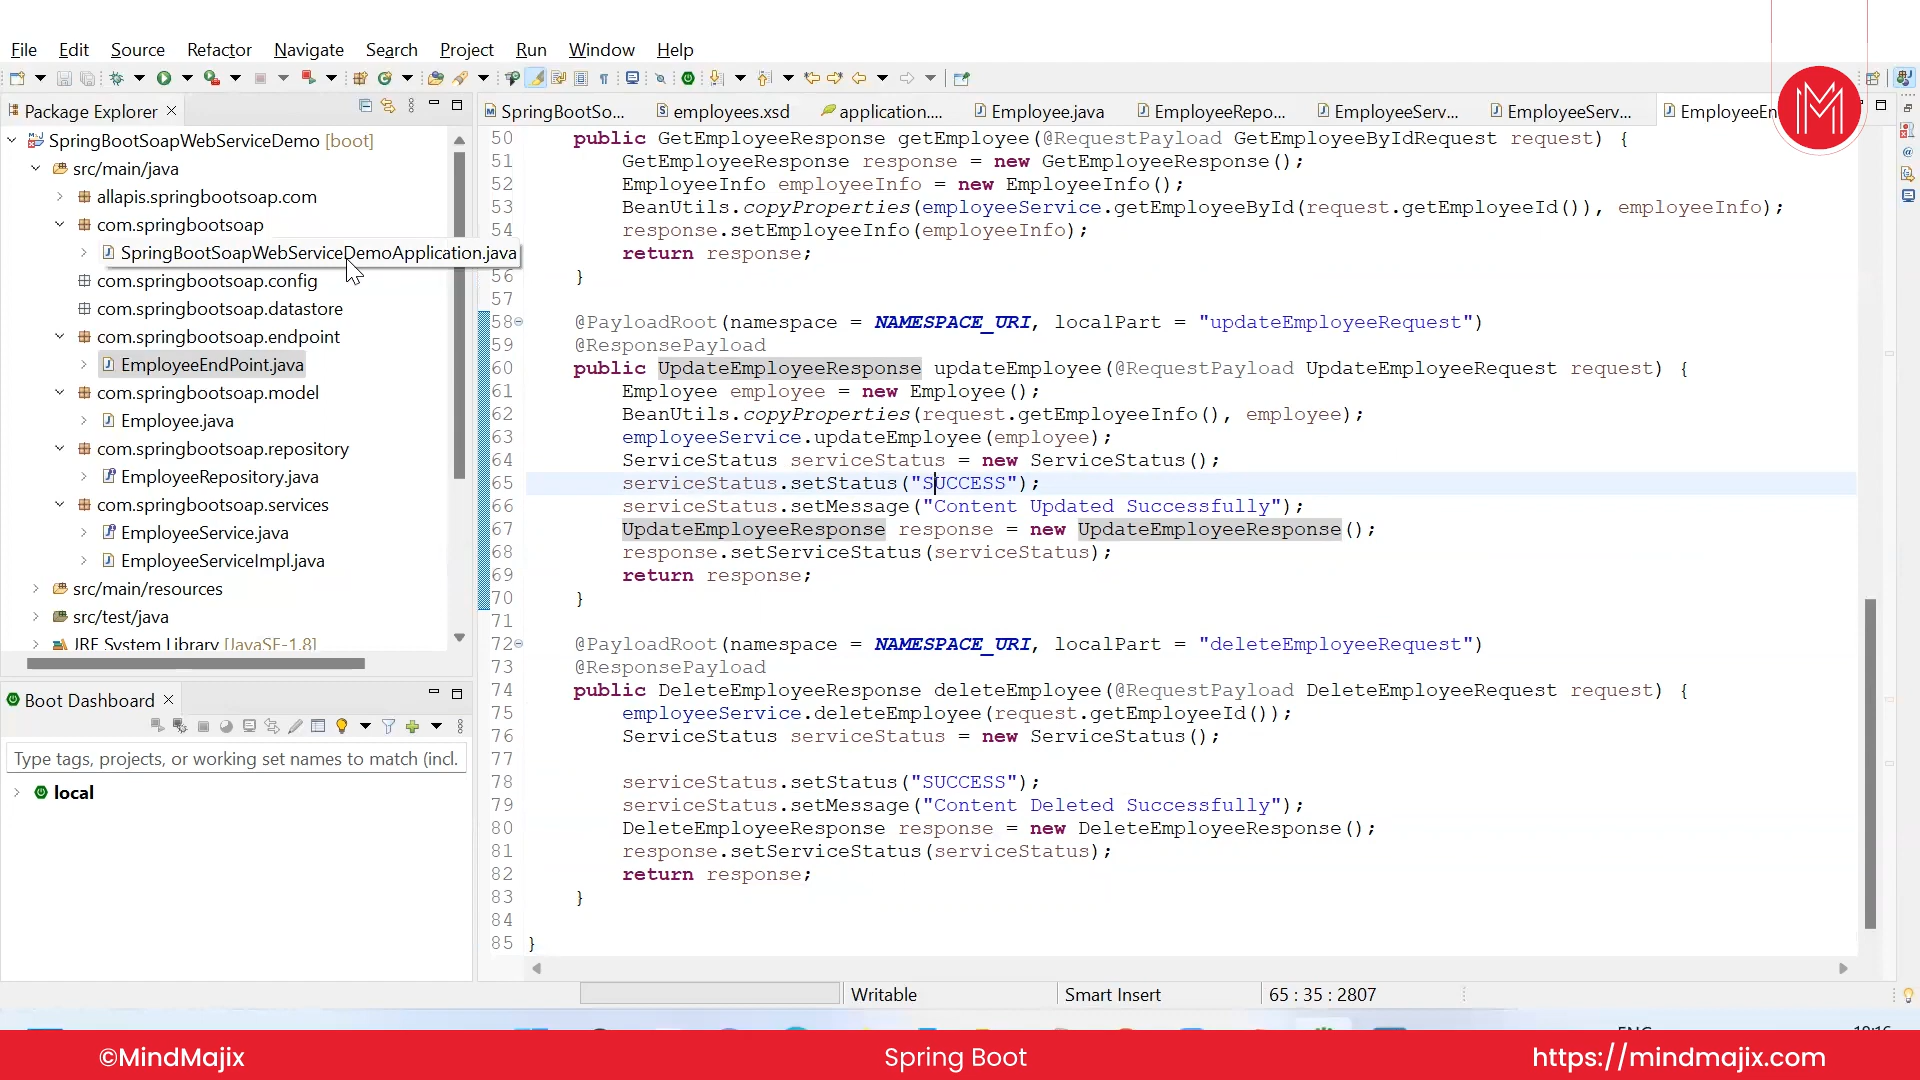 File Edit Source Refactor Navigate Search Project Run Window Help
Package Explorer
SpringBootSoapWebServiceDemo [boot]
src/main/java
allapis.springbootsoap.com
com.springbootsoap
SpringBootSoapWebServiceDemoApplication.java
com.springbootsoap.config
com.springbootsoap.datastore
com.springbootsoap.endpoint
EmployeeEndPoint.java
com.springbootsoap.model
Employee.java
com.springbootsoap.repository
EmployeeRepository.java
com.springbootsoap.services
EmployeeService.java
EmployeeServiceImpl.java
src/main/resources
src/test/java
JRE System Library [JavaSE-1.8]
Boot Dashboard
Type tags, projects, or working set names to match (incl.
local
SpringBootSo... employees.xsd application.... Employee.java EmployeeRepo... EmployeeServ... EmployeeServ... EmployeeEn
50 public GetEmployeeResponse getEmployee(@RequestPayload GetEmployeeByIdRequest request) {
51 GetEmployeeResponse response = new GetEmployeeResponse();
52 EmployeeInfo employeeInfo = new EmployeeInfo();
53 BeanUtils.copyProperties(employeeService.getEmployeeById(request.getEmployeeId()), employeeInfo);
54 response.setEmployeeInfo(employeeInfo);
return response;
56 }
57
58 @PayloadRoot(namespace = NAMESPACE_URI, localPart = "updateEmployeeRequest")
59 @ResponsePayload
60 public UpdateEmployeeResponse updateEmployee(@RequestPayload UpdateEmployeeRequest request) {
61 Employee employee = new Employee();
62 BeanUtils.copyProperties(request.getEmployeeInfo(), employee);
63 employeeService.updateEmployee(employee);
64 ServiceStatus serviceStatus = new ServiceStatus();
65 serviceStatus.setStatus("SUCCESS");
66 serviceStatus.setMessage("Content Updated Successfully");
67 UpdateEmployeeResponse response = new UpdateEmployeeResponse();
68 response.setServiceStatus(serviceStatus);
69 return response;
70 }
71
72 @PayloadRoot(namespace = NAMESPACE_URI, localPart = "deleteEmployeeRequest")
73 @ResponsePayload
74 public DeleteEmployeeResponse deleteEmployee(@RequestPayload DeleteEmployeeRequest request) {
75 employeeService.deleteEmployee(request.getEmployeeId());
76 ServiceStatus serviceStatus = new ServiceStatus();
77
78 serviceStatus.setStatus("SUCCESS");
79 serviceStatus.setMessage("Content Deleted Successfully");
80 DeleteEmployeeResponse response = new DeleteEmployeeResponse();
81 response.setServiceStatus(serviceStatus);
82 return response;
83 }
84
85 }
Writable Smart Insert 65 : 35 : 2807
©MindMajix Spring Boot https://mindmajix.com